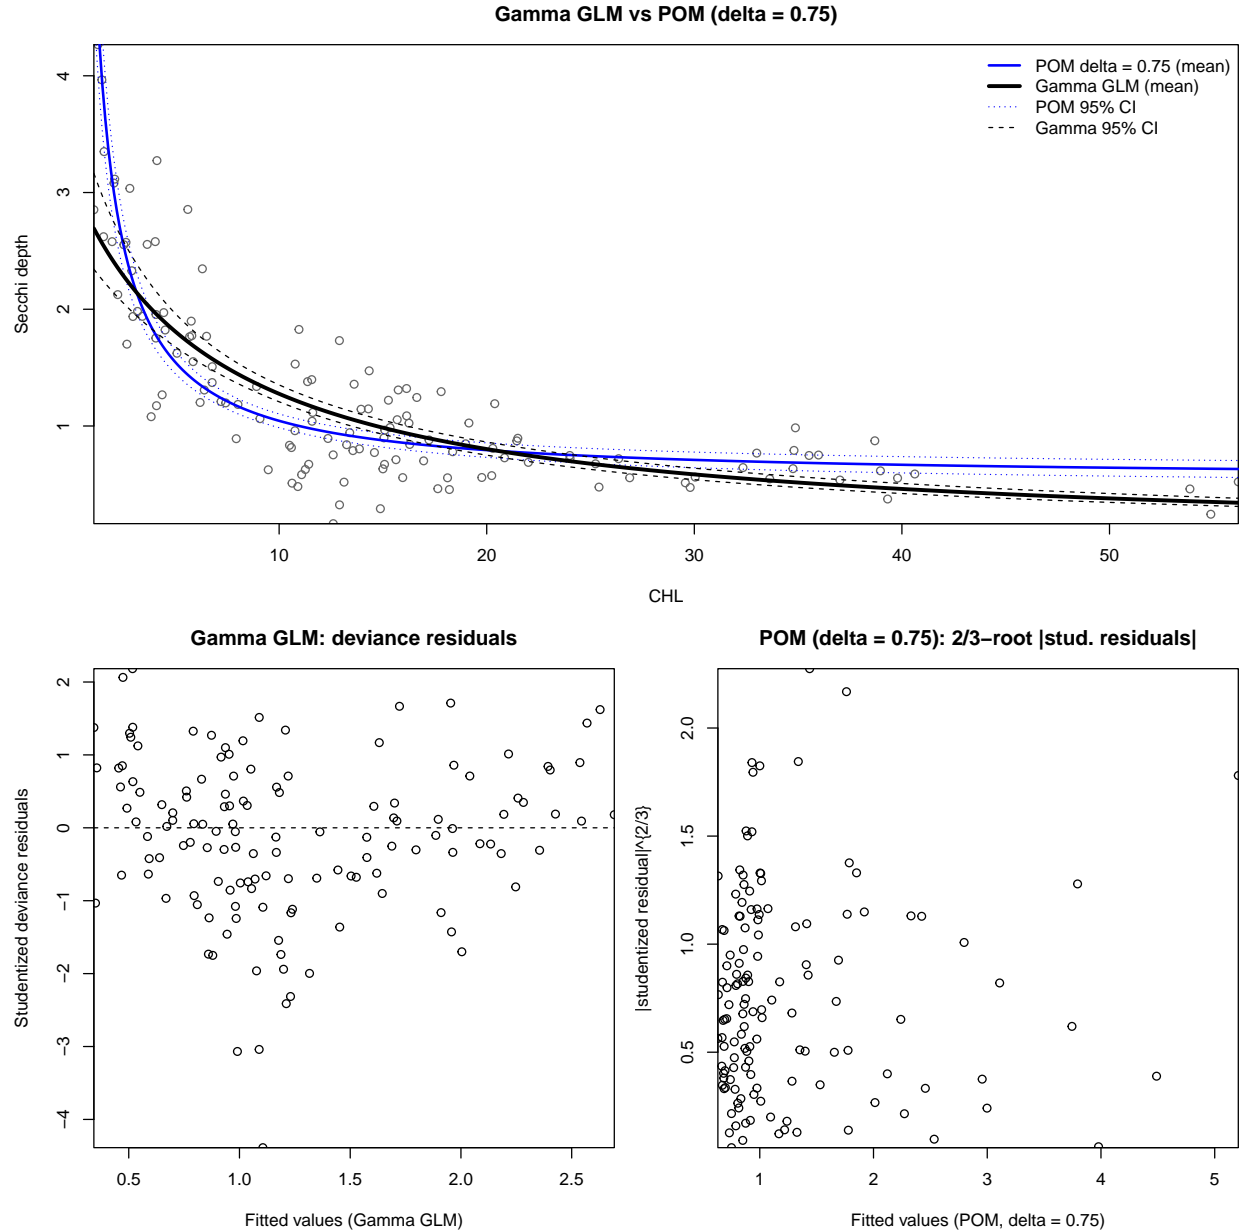 Gamma GLM vs POM (delta = 0.75)
4
3
2
1
Secchi depth
POM delta = 0.75 (mean)
Gamma GLM (mean)
POM 95% CI
Gamma 95% CI
10 20 30 40 50
CHL
Gamma GLM: deviance residuals
2
1
0
−1
−2
−3
−4
Studentized deviance residuals
0.5 1.0 1.5 2.0 2.5
Fitted values (Gamma GLM)
POM (delta = 0.75): 2/3−root |stud. residuals|
2.0
1.5
1.0
0.5
|studentized residual|^{2/3}
1 2 3 4 5
Fitted values (POM, delta = 0.75)